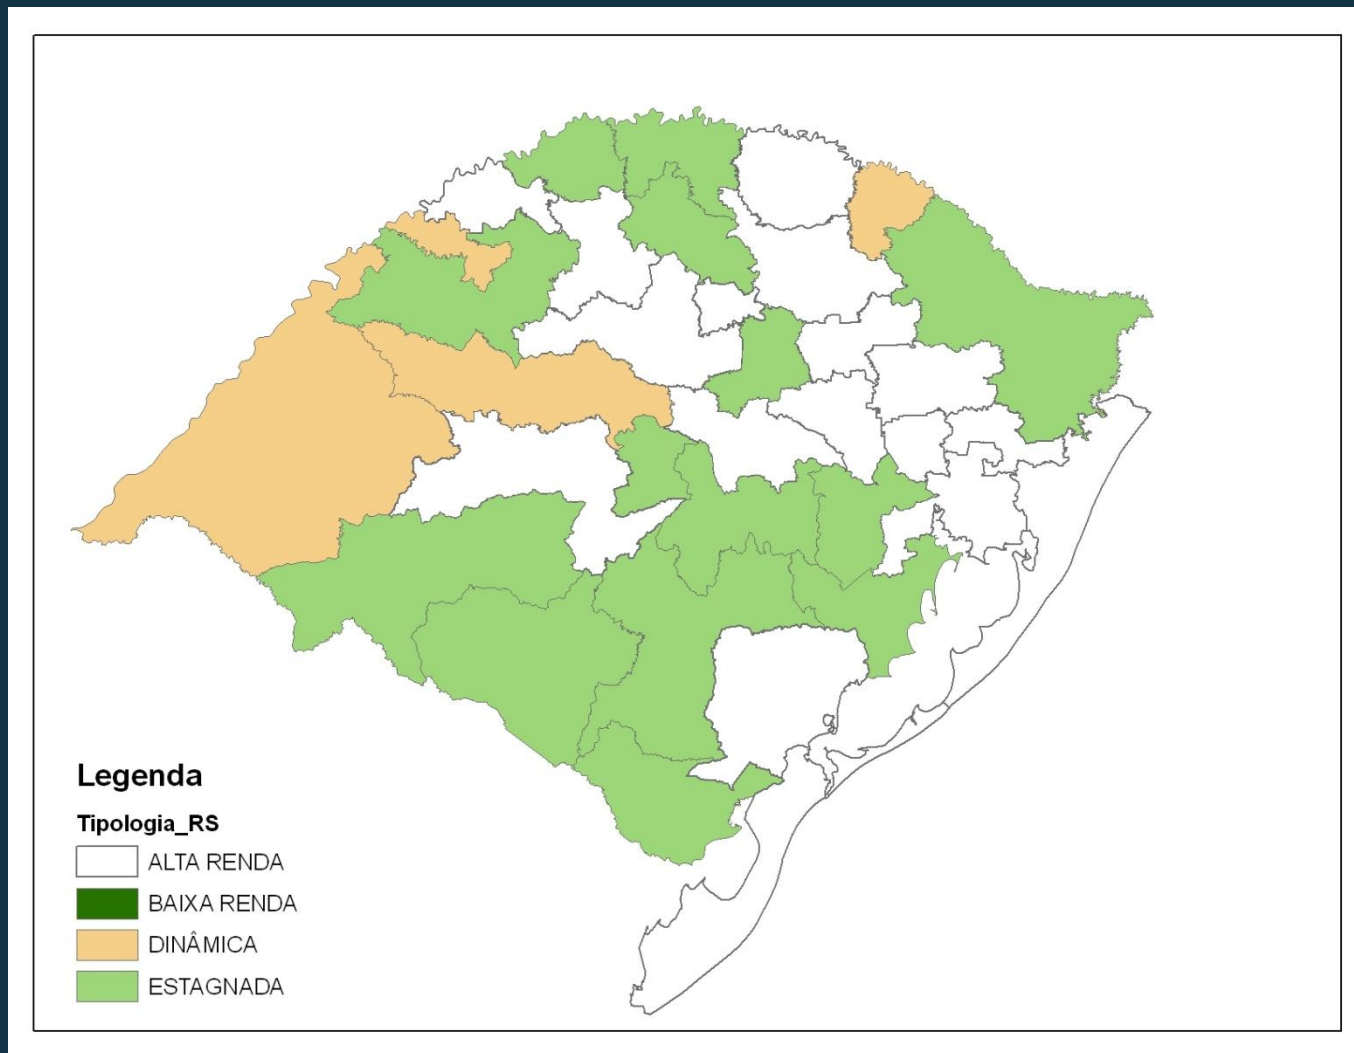 Legenda
Tipologia_RS
ALTA RENDA
BAIXA RENDA
DINÂMICA
ESTAGNADA